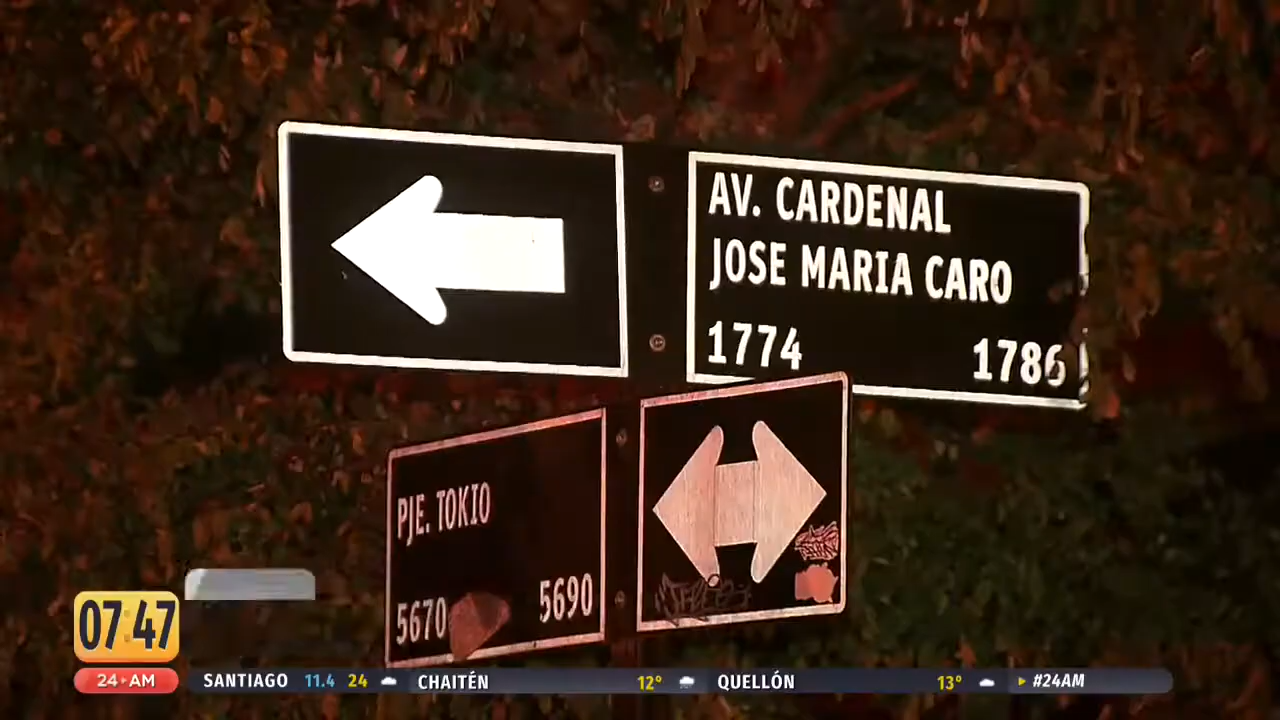 AV. CARDENAL
JOSE MARIA CARO
1774 1786
PJE. TOKIO
5670 5690
07:47
24 AM
SANTIAGO 11.4 24 CHAITÉN 12° QUELLÓN 13° #24AM